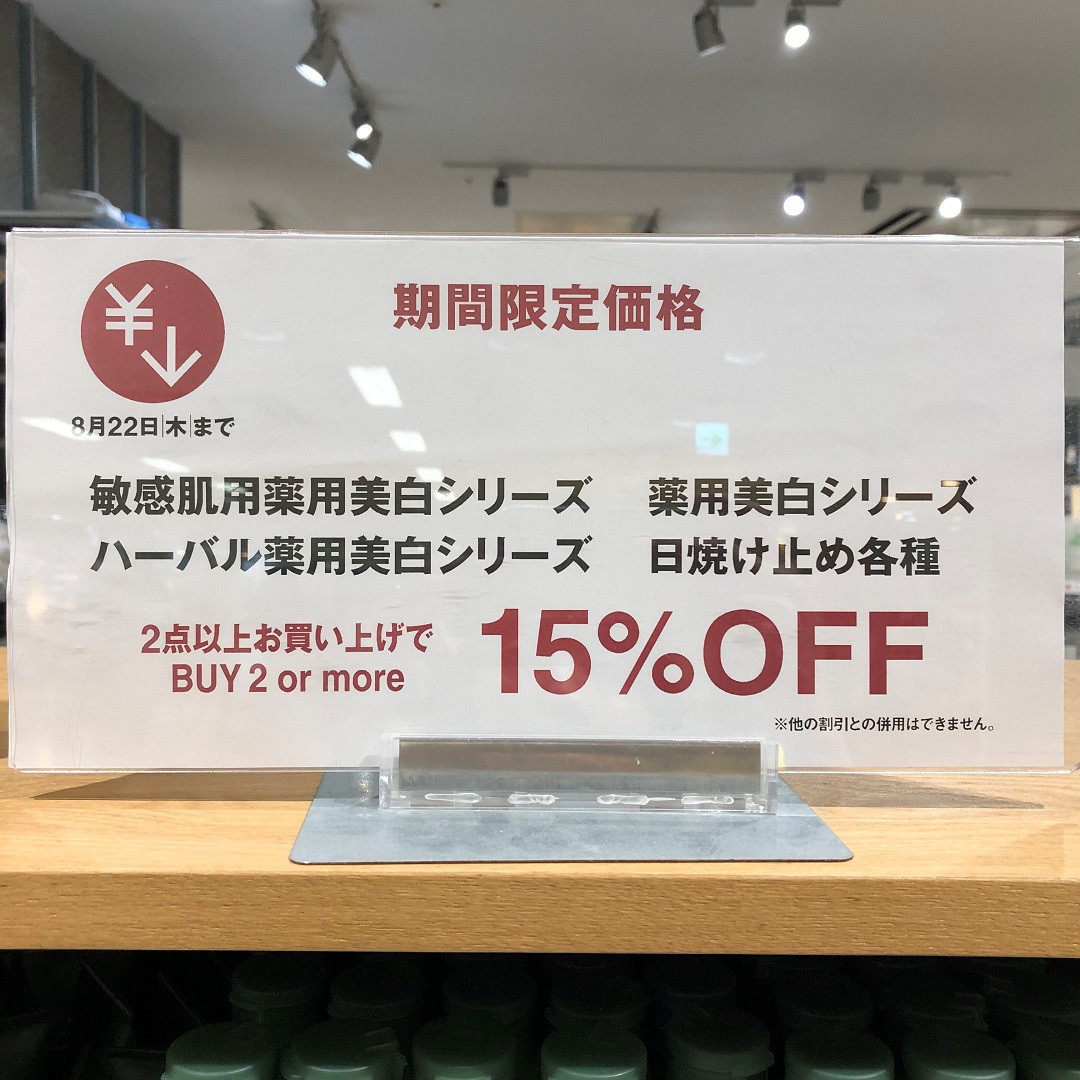 ¥↓
期間限定価格
8月22日|木|まで
敏感肌用薬用美白シリーズ 薬用美白シリーズ
ハーバル薬用美白シリーズ 日焼け止め各種
2点以上お買い上げで
BUY 2 or more
15%OFF
※他の割引との併用はできません。